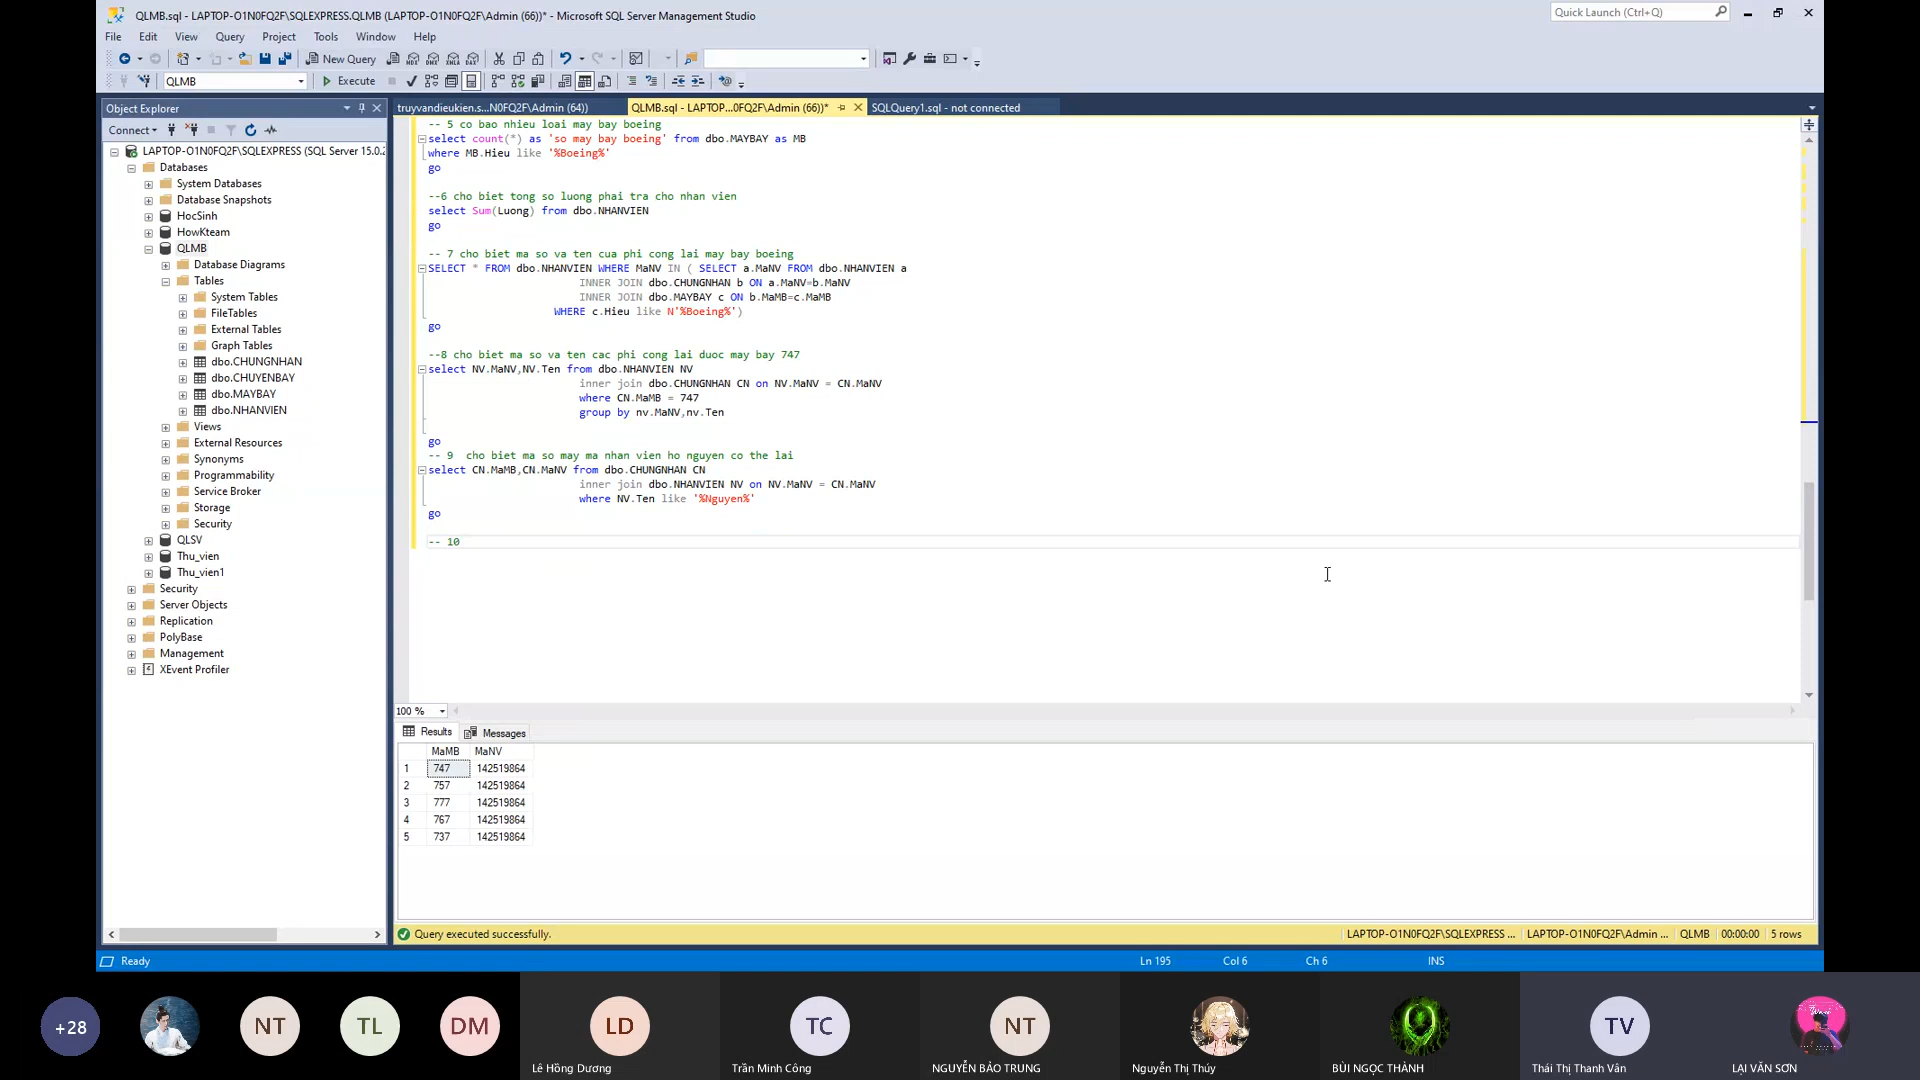 QLMB.sql - LAPTOP-O1N0FQ2F\SQLEXPRESS.QLMB (LAPTOP-O1N0FQ2F\Admin (66))* - Microsoft SQL Server Management Studio
Quick Launch (Ctrl+Q)
File Edit View Query Project Tools Window Help
New Query
QLMB
Execute
Object Explorer
truyvandieukien.s...N0FQ2F\Admin (64))
QLMB.sql - LAPTOP...0FQ2F\Admin (66))*
SQLQuery1.sql - not connected
Connect
LAPTOP-O1N0FQ2F\SQLEXPRESS (SQL Server 15.0.2
Databases
System Databases
Database Snapshots
HocSinh
HowKteam
QLMB
Database Diagrams
Tables
System Tables
FileTables
External Tables
Graph Tables
dbo.CHUNGNHAN
dbo.CHUYENBAY
dbo.MAYBAY
dbo.NHANVIEN
Views
External Resources
Synonyms
Programmability
Service Broker
Storage
Security
QLSV
Thu_vien
Thu_vien1
Security
Server Objects
Replication
PolyBase
Management
XEvent Profiler
-- 5 co bao nhieu loai may bay boeing
select count(*) as 'so may bay boeing' from dbo.MAYBAY as MB
where MB.Hieu like '%Boeing%'
go
--6 cho biet tong so luong phai tra cho nhan vien
select Sum(Luong) from dbo.NHANVIEN
go
-- 7 cho biet ma so va ten cua phi cong lai may bay boeing
SELECT * FROM dbo.NHANVIEN WHERE MaNV IN ( SELECT a.MaNV FROM dbo.NHANVIEN a
INNER JOIN dbo.CHUNGNHAN b ON a.MaNV=b.MaNV
INNER JOIN dbo.MAYBAY c ON b.MaMB=c.MaMB
WHERE c.Hieu like N'%Boeing%')
go
--8 cho biet ma so va ten cac phi cong lai duoc may bay 747
select NV.MaNV,NV.Ten from dbo.NHANVIEN NV
inner join dbo.CHUNGNHAN CN on NV.MaNV = CN.MaNV
where CN.MaMB = 747
group by nv.MaNV,nv.Ten
go
-- 9  cho biet ma so may ma nhan vien ho nguyen co the lai
select CN.MaMB,CN.MaNV from dbo.CHUNGNHAN CN
inner join dbo.NHANVIEN NV on NV.MaNV = CN.MaNV
where NV.Ten like '%Nguyen%'
go
-- 10
100 %
Results Messages
MaMB MaNV
1 747 142519864
2 757 142519864
3 777 142519864
4 767 142519864
5 737 142519864
Query executed successfully.
LAPTOP-O1N0FQ2F\SQLEXPRESS ... LAPTOP-O1N0FQ2F\Admin ... QLMB 00:00:00 5 rows
Ready Ln 195 Col 6 Ch 6 INS
+28 NT TL DM LD TC NT TV
Lê Hồng Dương
Trần Minh Công
NGUYỄN BẢO TRUNG
Nguyễn Thị Thúy
BÙI NGỌC THÀNH
Thái Thị Thanh Vân
LẠI VĂN SƠN